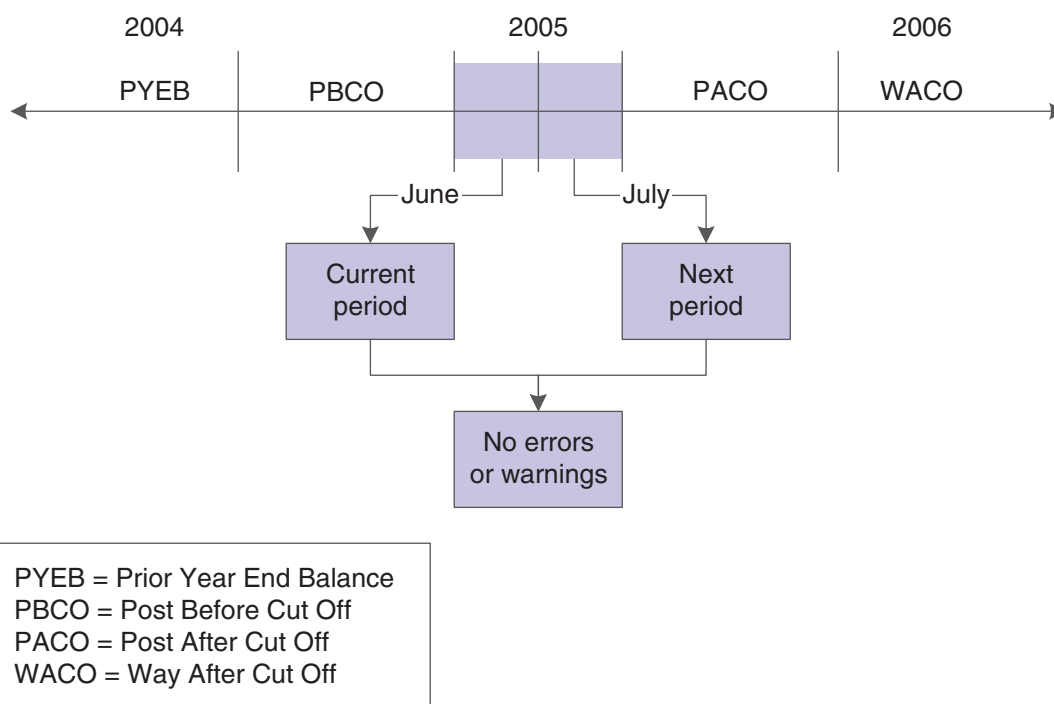 2004
2005
2006
PYEB
PBCO
PACO
WACO
June
July
Current
period
Next
period
No errors
or warnings
PYEB = Prior Year End Balance
PBCO = Post Before Cut Off
PACO = Post After Cut Off
WACO = Way After Cut Off